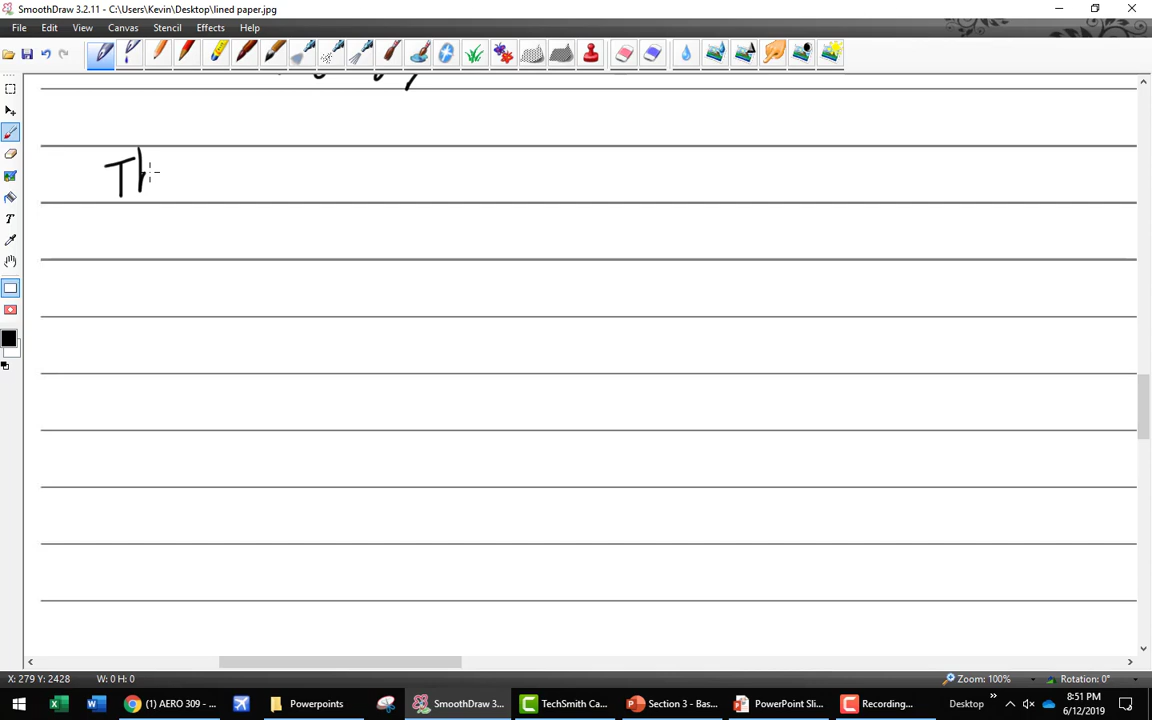 SmoothDraw 3.2.11 - C:\Users\Kevin\Desktop\lined paper.jpg
File Edit View Canvas Stencil Effects Help
Th
X: 279 Y: 2428 W: 0 H: 0 Zoom: 100% Rotation: 0°
(1) AERO 309 - ... Powerpoints SmoothDraw 3... TechSmith Ca... Section 3 - Bas... PowerPoint Sli... Recording... Desktop 8:51 PM
6/12/2019